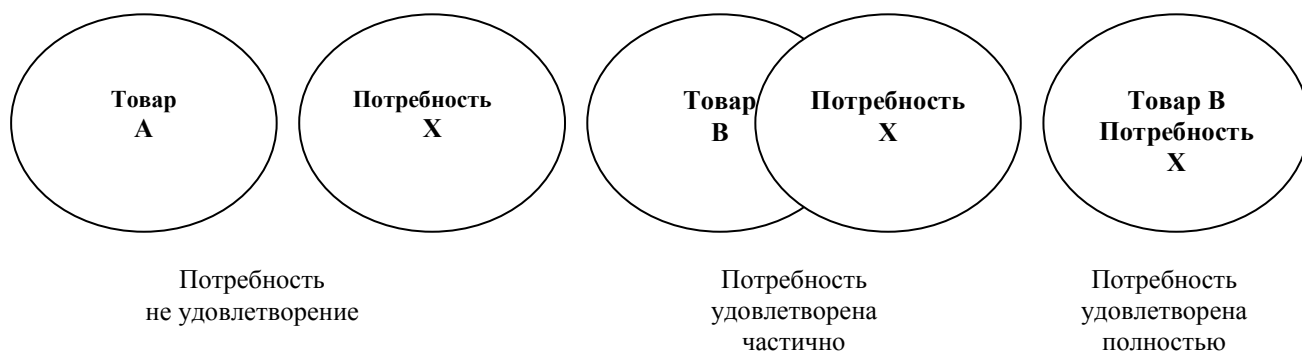 Товар
А
Потребность
Х
Товар
В
Потребность
Х
Товар В
Потребность
Х
Потребность
не удовлетворение
Потребность
удовлетворена
частично
Потребность
удовлетворена
полностью